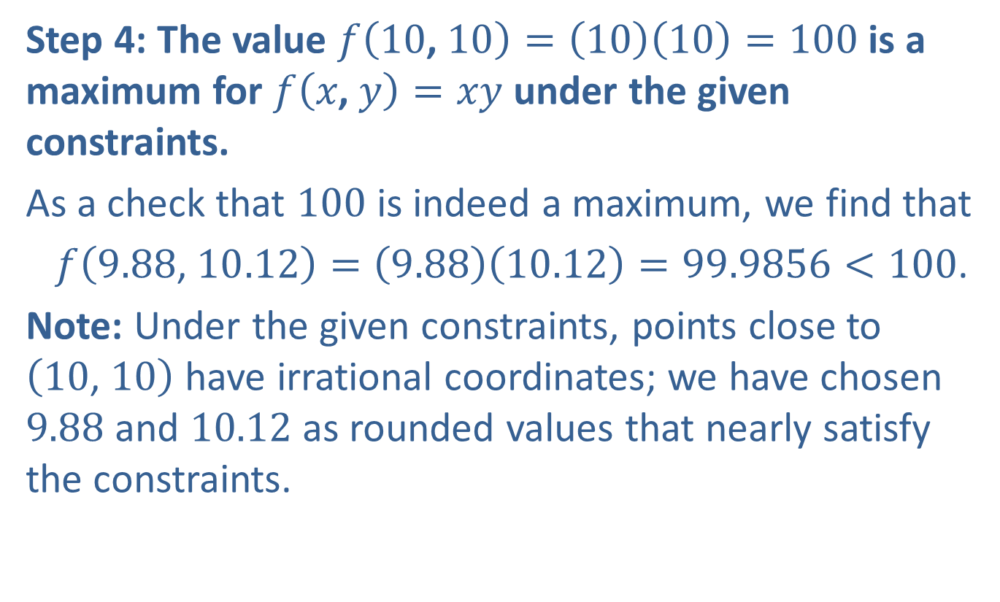 Step 4: The value f(10, 10) = (10)(10) = 100 is a
maximum for f(x, y) = xy under the given
constraints.
As a check that 100 is indeed a maximum, we find that
f(9.88, 10.12) = (9.88)(10.12) = 99.9856 < 100.
Note: Under the given constraints, points close to
(10, 10) have irrational coordinates; we have chosen
9.88 and 10.12 as rounded values that nearly satisfy
the constraints.